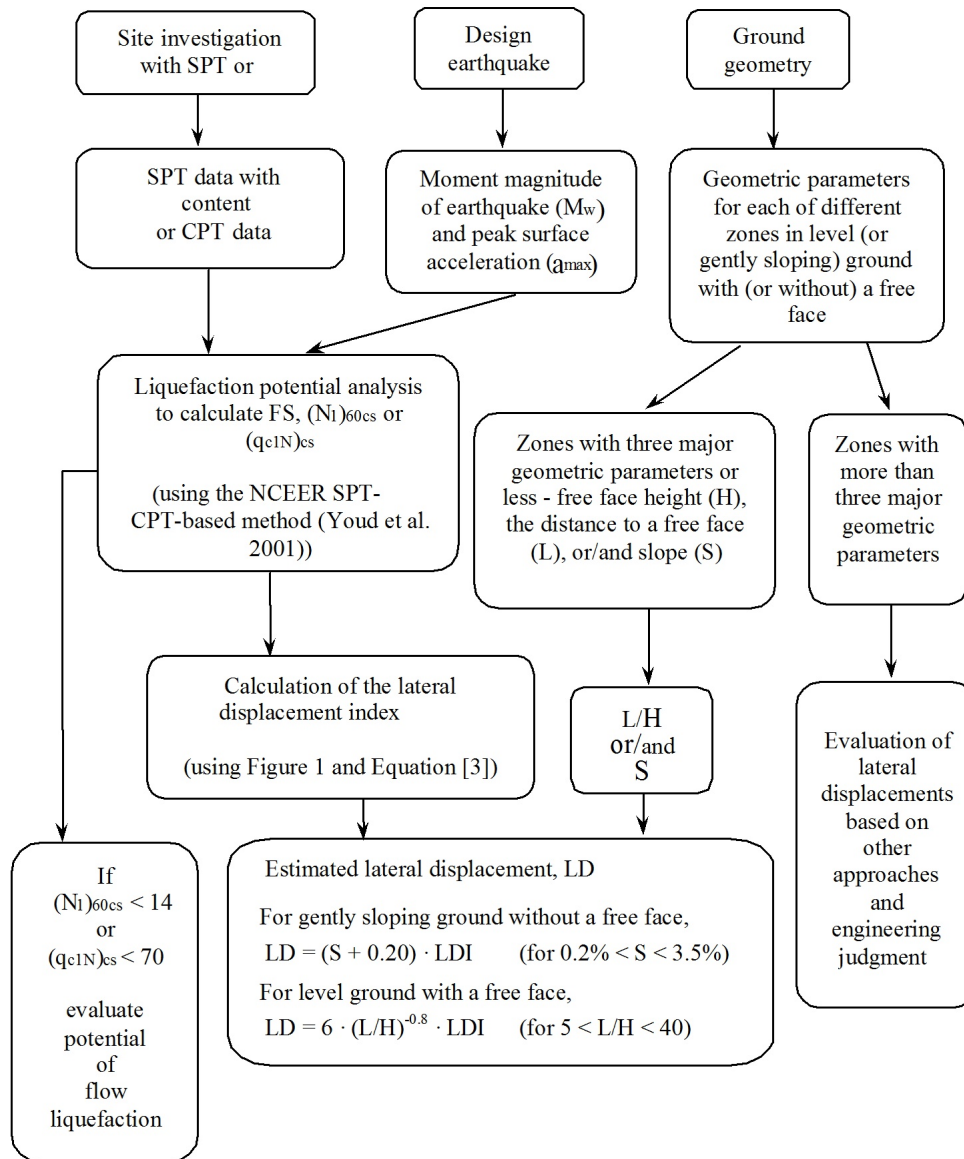 Site investigation
with SPT or
Design
earthquake
Ground
geometry
SPT data with
content
or CPT data
Moment magnitude
of earthquake (Mw)
and peak surface
acceleration (amax)
Geometric parameters
for each of different
zones in level (or
gently sloping) ground
with (or without) a free
face
Liquefaction potential analysis
to calculate FS, (N1)60cs or
(qc1N)cs
(using the NCEER SPT-
CPT-based method (Youd et al.
2001))
Zones with three major
geometric parameters or
less - free face height (H),
the distance to a free face
(L), or/and slope (S)
Zones with
more than
three major
geometric
parameters
Calculation of the lateral
displacement index
(using Figure 1 and Equation [3])
L/H
or/and
S
Evaluation of
lateral
displacements
based on
other
approaches
and
engineering
judgment
If
(N1)60cs < 14
or
(qc1N)cs < 70
evaluate
potential
of
flow
liquefaction
Estimated lateral displacement, LD
For gently sloping ground without a free face,
LD = (S + 0.20) · LDI (for 0.2% < S < 3.5%)
For level ground with a free face,
LD = 6 · (L/H)^-0.8 · LDI (for 5 < L/H < 40)